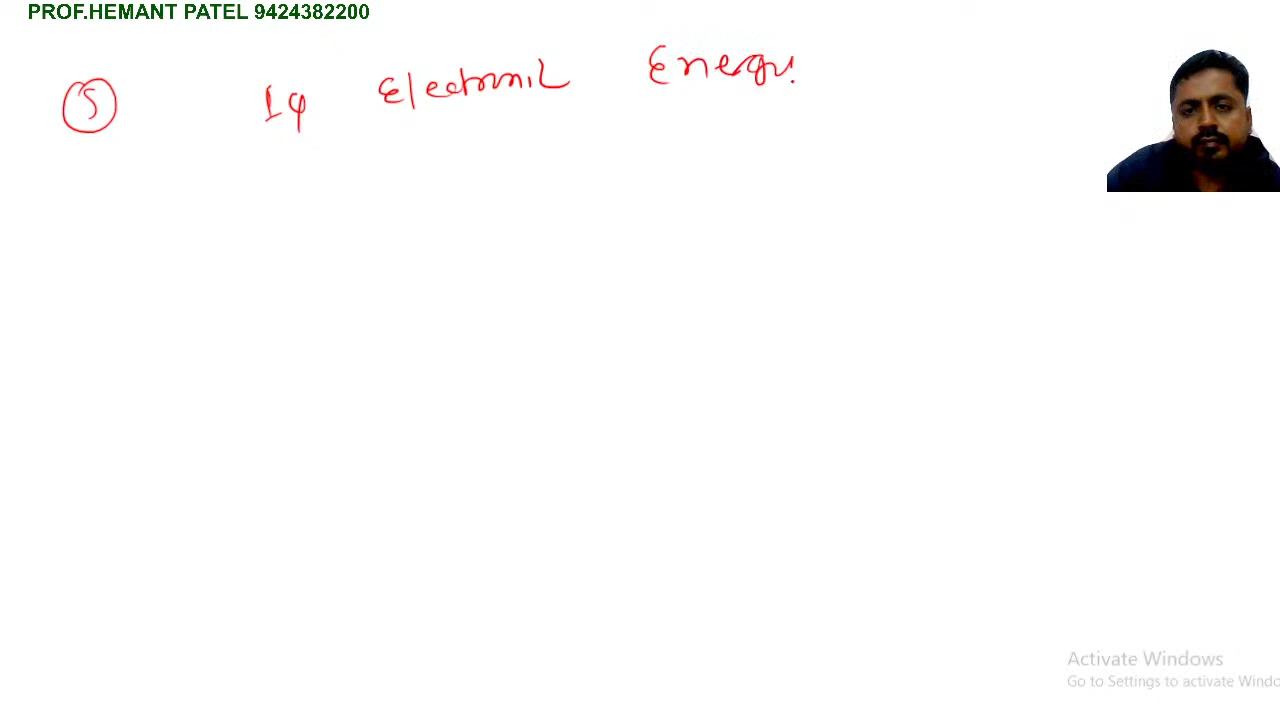 PROF.HEMANT PATEL 9424382200
5 1φ Electronic Energy
Activate Windows
Go to Settings to activate Windo